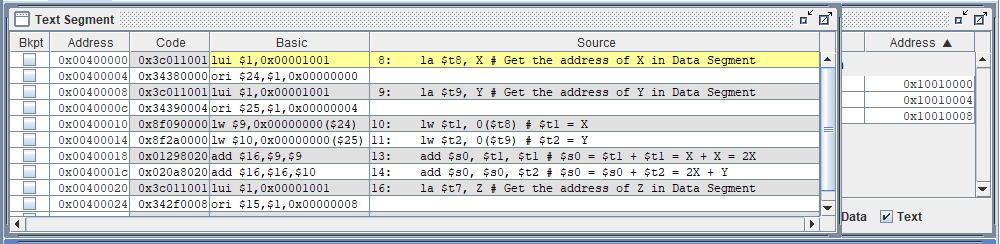 Text Segment
Bkpt Address Code Basic Source Address ▲
0x00400000 0x3c011001 lui $1,0x00001001 8: la $t8, X # Get the address of X in Data Segment
0x00400004 0x34380000 ori $24,$1,0x00000000
0x00400008 0x3c011001 lui $1,0x00001001 9: la $t9, Y # Get the address of Y in Data Segment 0x10010000
0x0040000c 0x34390004 ori $25,$1,0x00000004 0x10010004
0x00400010 0x8f090000 lw $9,0x00000000($24) 10: lw $t1, 0($t8) # $t1 = X 0x10010008
0x00400014 0x8f2a0000 lw $10,0x00000000($25) 11: lw $t2, 0($t9) # $t2 = Y
0x00400018 0x01298020 add $16,$9,$9 13: add $s0, $t1, $t1 # $s0 = $t1 + $t1 = X + X = 2X
0x0040001c 0x020a8020 add $16,$16,$10 14: add $s0, $s0, $t2 # $s0 = $s0 + $t2 = 2X + Y
0x00400020 0x3c011001 lui $1,0x00001001 16: la $t7, Z # Get the address of Z in Data Segment
0x00400024 0x342f0008 ori $15,$1,0x00000008
Data Text